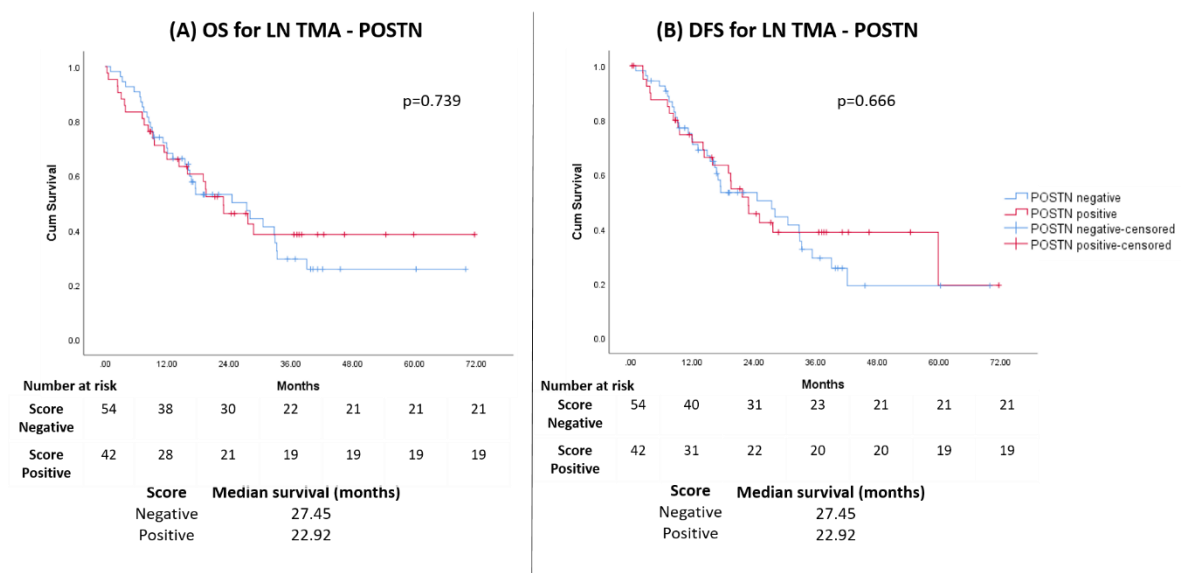 (A) OS for LN TMA - POSTN
1.0
0.8
0.6
0.4
0.2
0.0
Cum Survival
p=0.739
.00 12.00 24.00 36.00 48.00 60.00 72.00
Months
Number at risk
Score Negative 54 38 30 22 21 21 21
Score Positive 42 28 21 19 19 19 19
Score Median survival (months)
Negative 27.45
Positive 22.92
(B) DFS for LN TMA - POSTN
1.0
0.8
0.6
0.4
0.2
0.0
Cum Survival
p=0.666
POSTN negative
POSTN positive
POSTN negative-censored
POSTN positive-censored
.00 12.00 24.00 36.00 48.00 60.00 72.00
Months
Number at risk
Score Negative 54 40 31 23 21 21 21
Score Positive 42 31 22 20 20 19 19
Score Median survival (months)
Negative 27.45
Positive 22.92